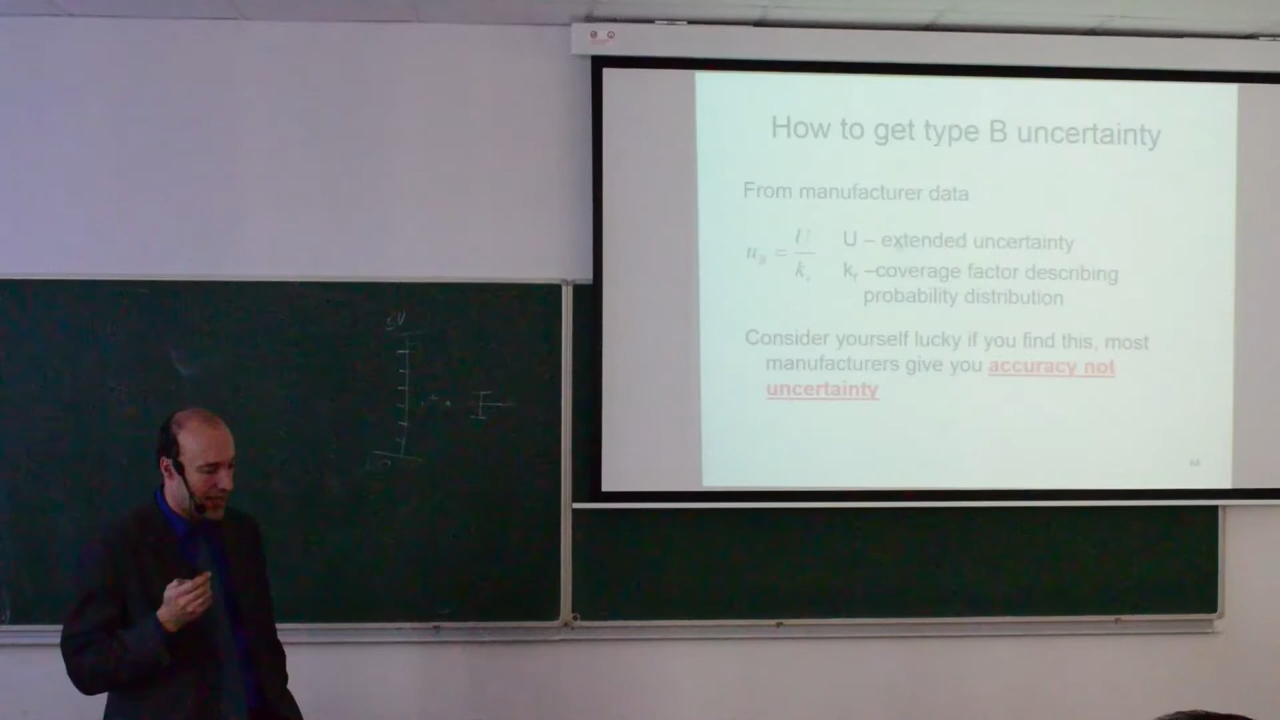 How to get type B uncertainty
From manufacturer data
U – extended uncertainty
–coverage factor describing
probability distribution
Consider yourself lucky if you find this, most
manufacturers give you accuracy not
uncertainty
5V